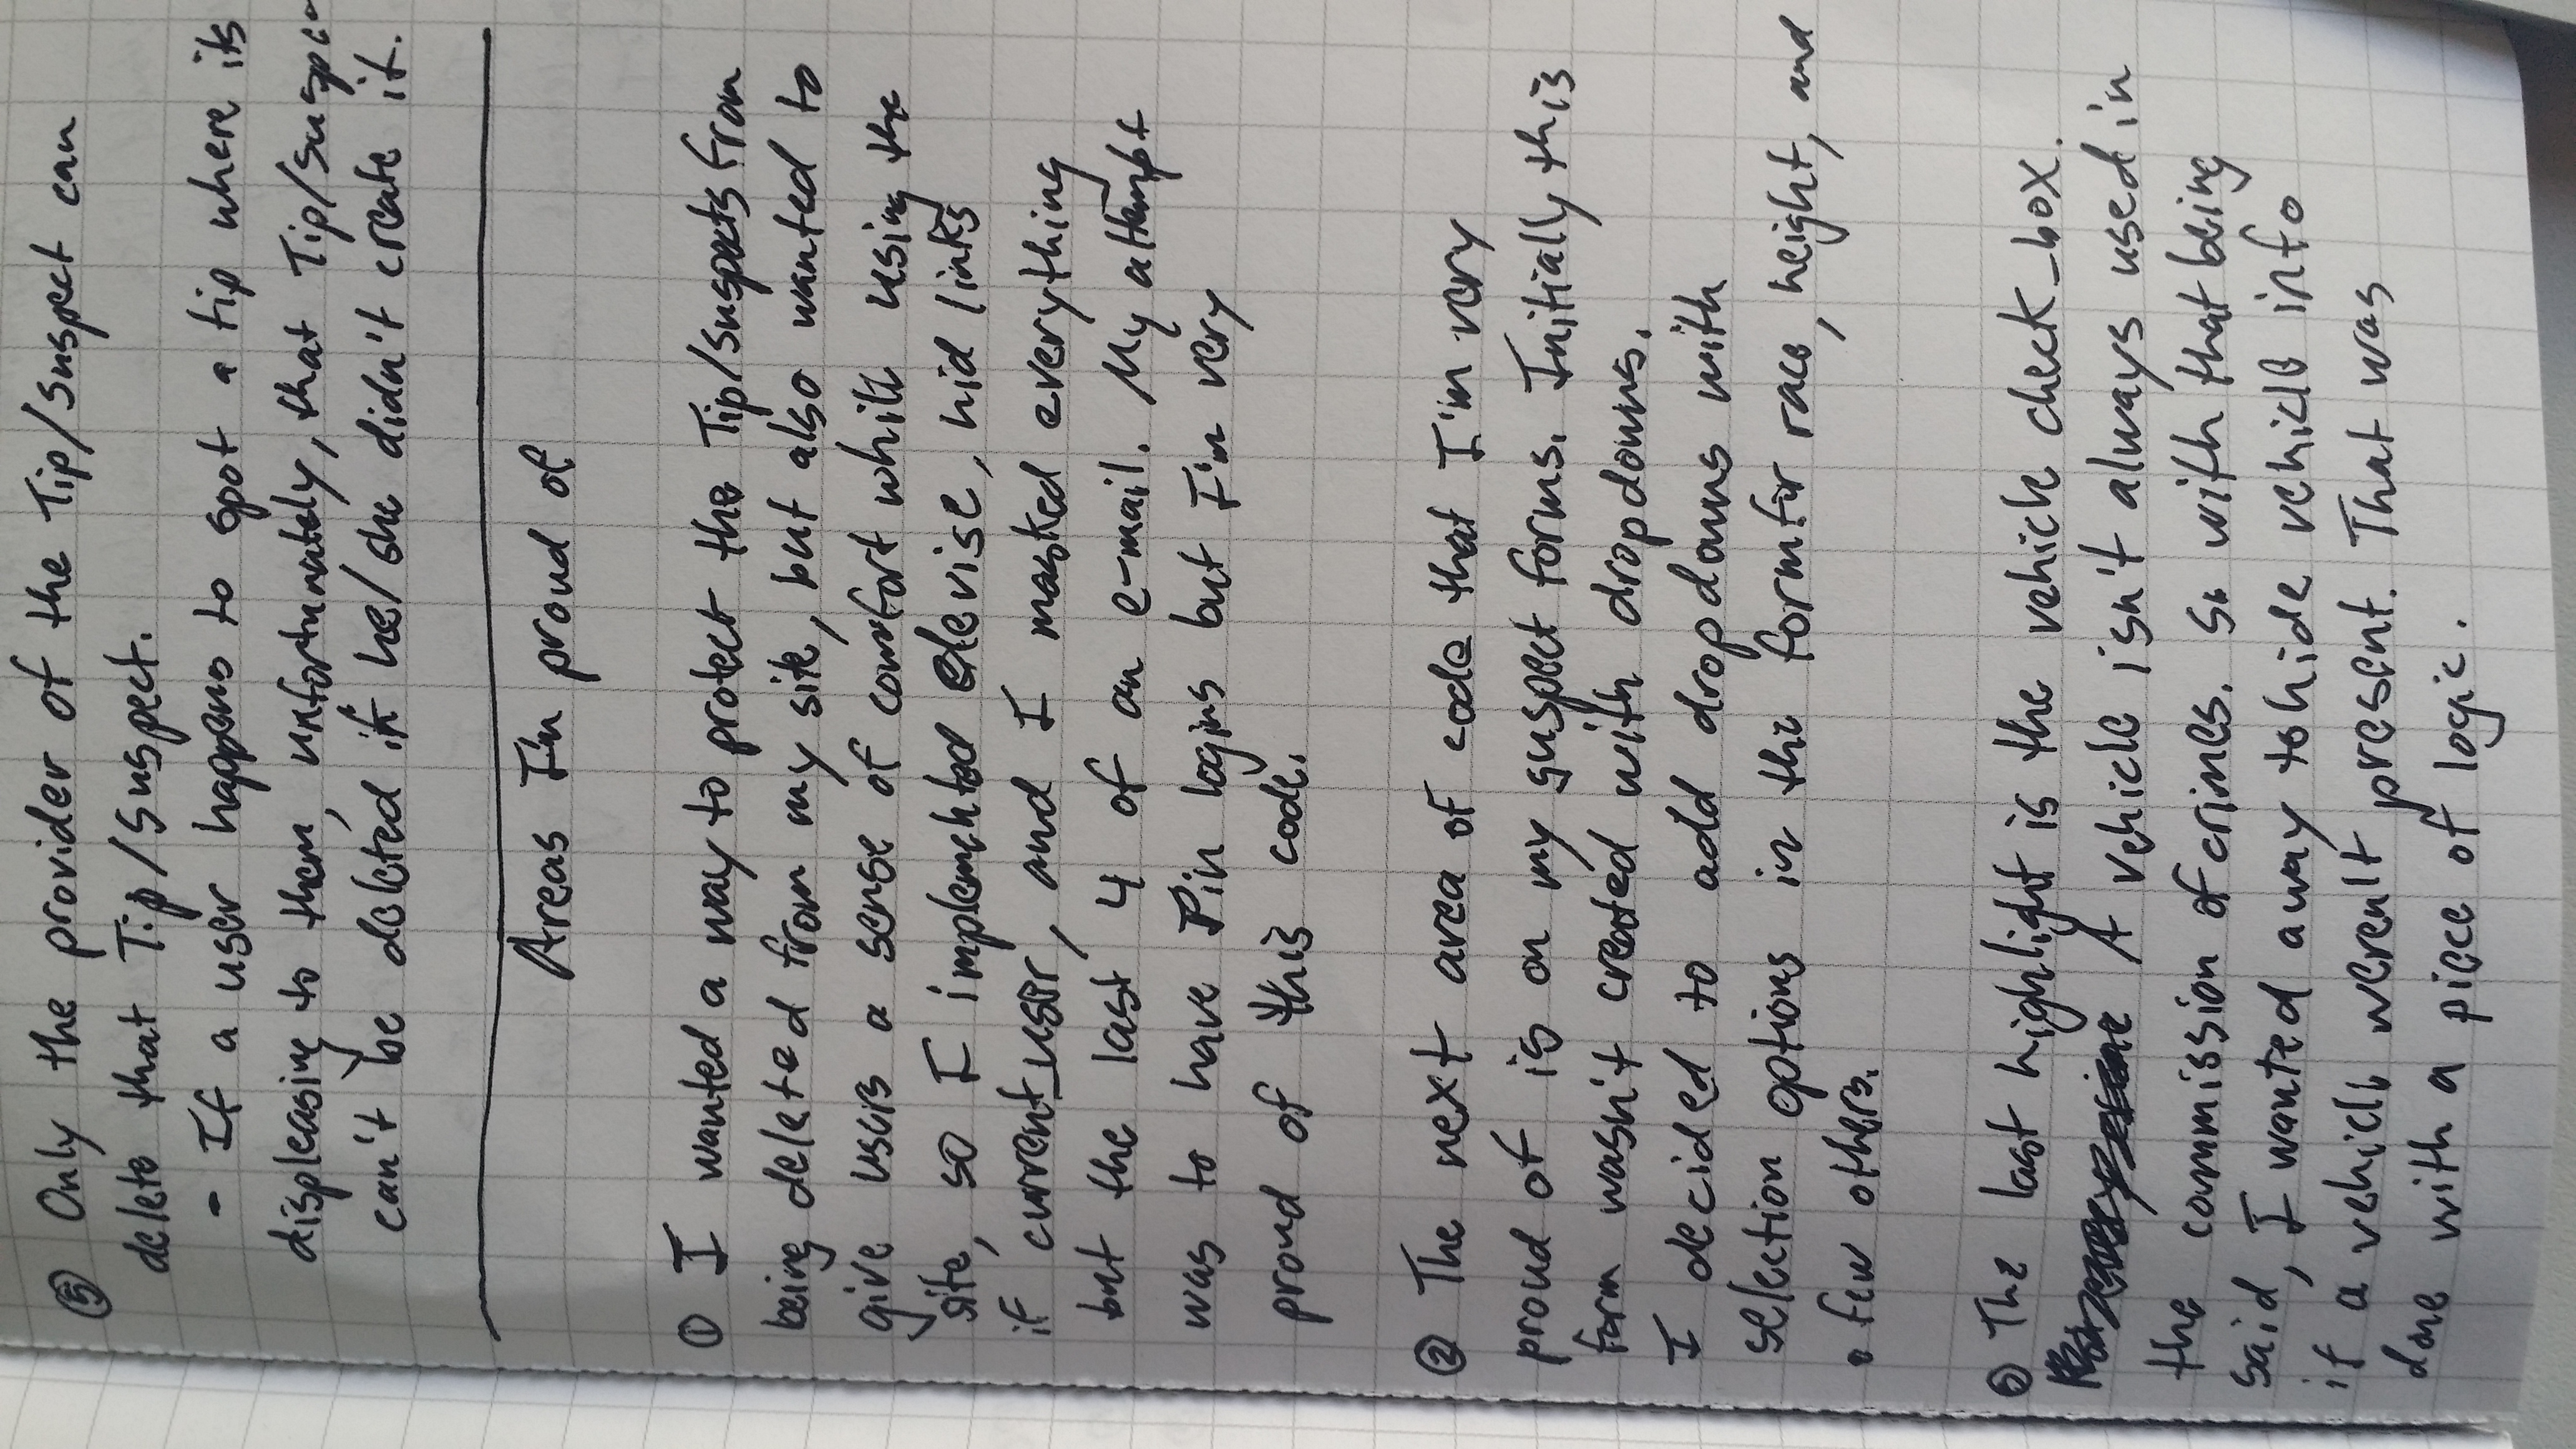 ⑤ Only the provider of the Tip/Suspect can
delete that Tip/Suspect.
- If a user happens to spot a tip where its
displeasing to them, unfortunately, that Tip/Suspec
can't be deleted if he/she didn't create it.
Areas I'm proud of
① I wanted a way to protect the Tip/Suspects from
being deleted from my site, but also wanted to
give users a sense of comfort while using the
site, so I implemented devise, hid links
if current_user, and I masked everything
but the last 4 of an e-mail. My attempt
was to have Pin logins but I'm very
proud of this code.
② The next area of code that I'm very
proud of is on my suspect forms. Initially this
form wasn't created with dropdowns.
I decided to add dropdowns with
selection options in the form for race, height, and
a few others.
③ The last highlight is the vehicle check_box.
A vehicle isn't always used in
the commission of crimes. So with that being
said, I wanted a way to hide vehicle info
if a vehicle weren't present. That was
done with a piece of logic.